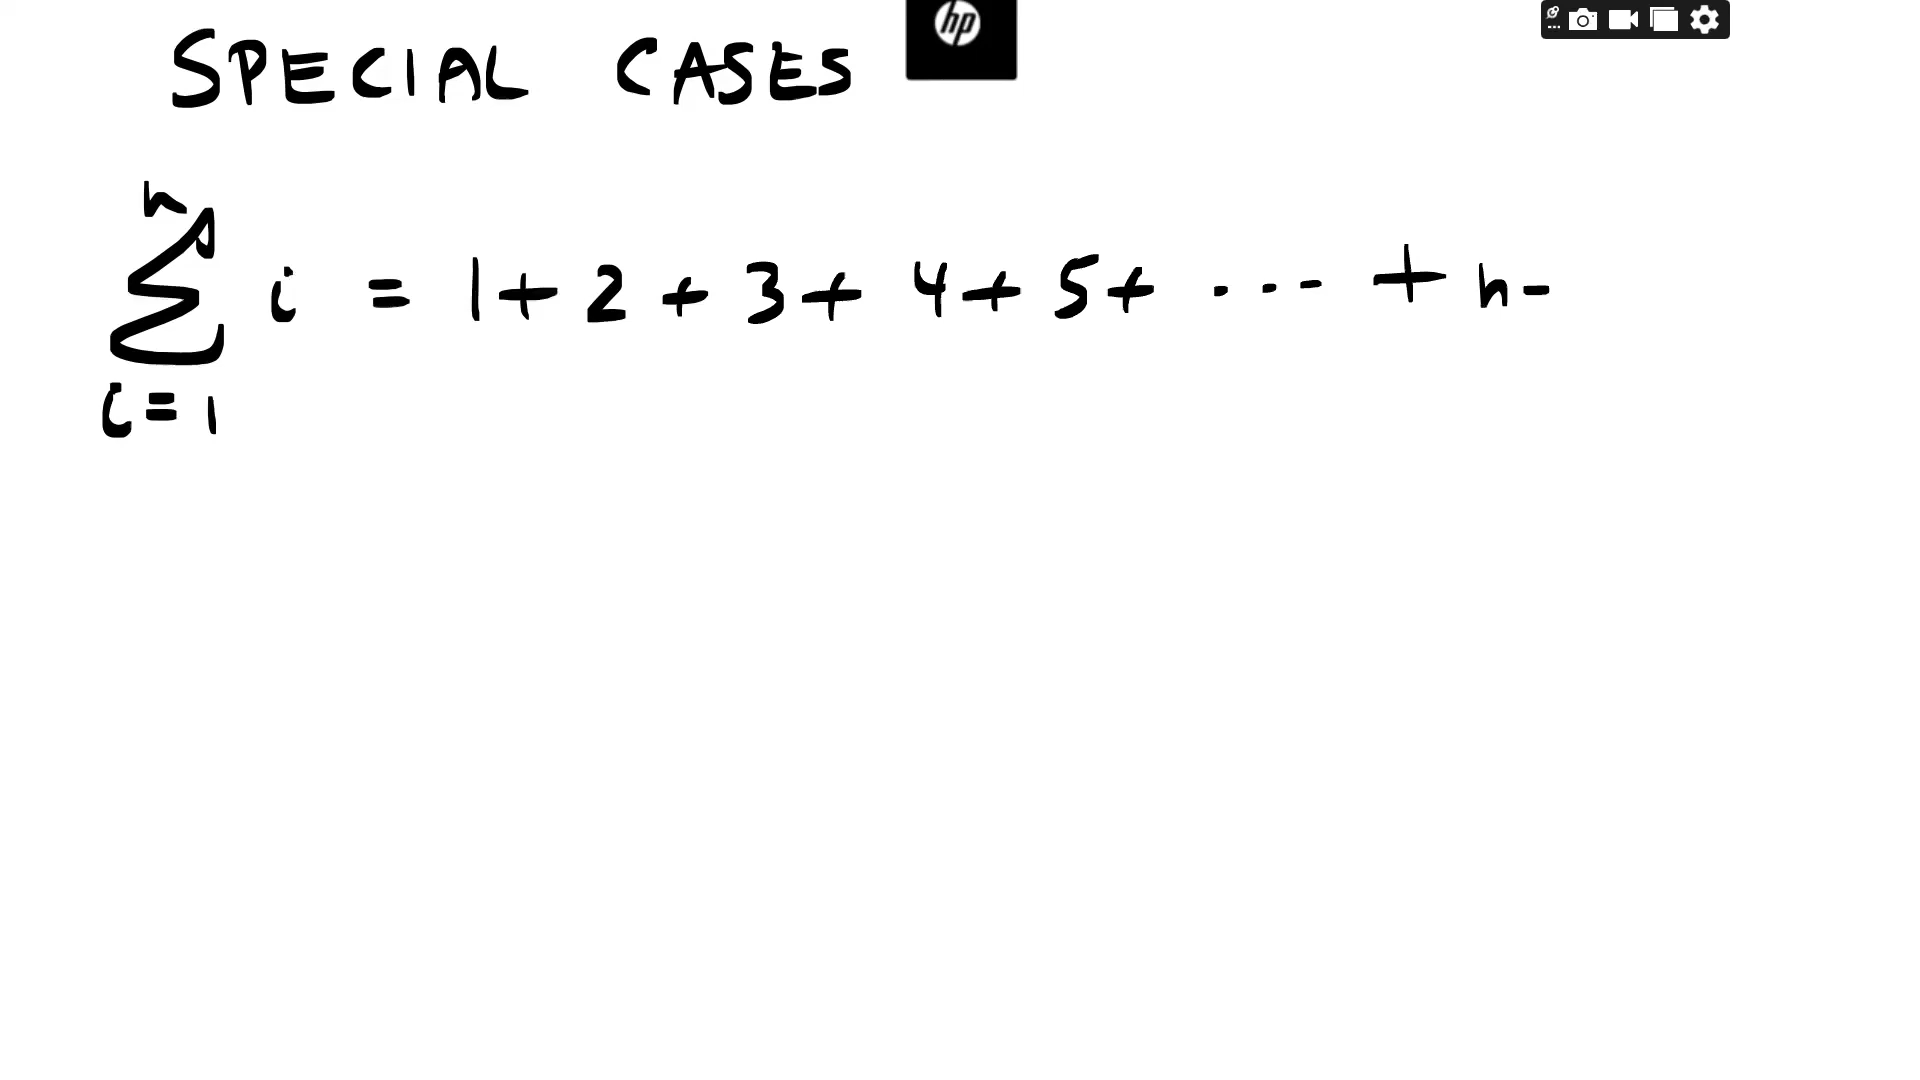 SPECIAL CASES
hp
n
∑ i = 1 + 2 + 3 + 4 + 5 + ... + n -
i = 1